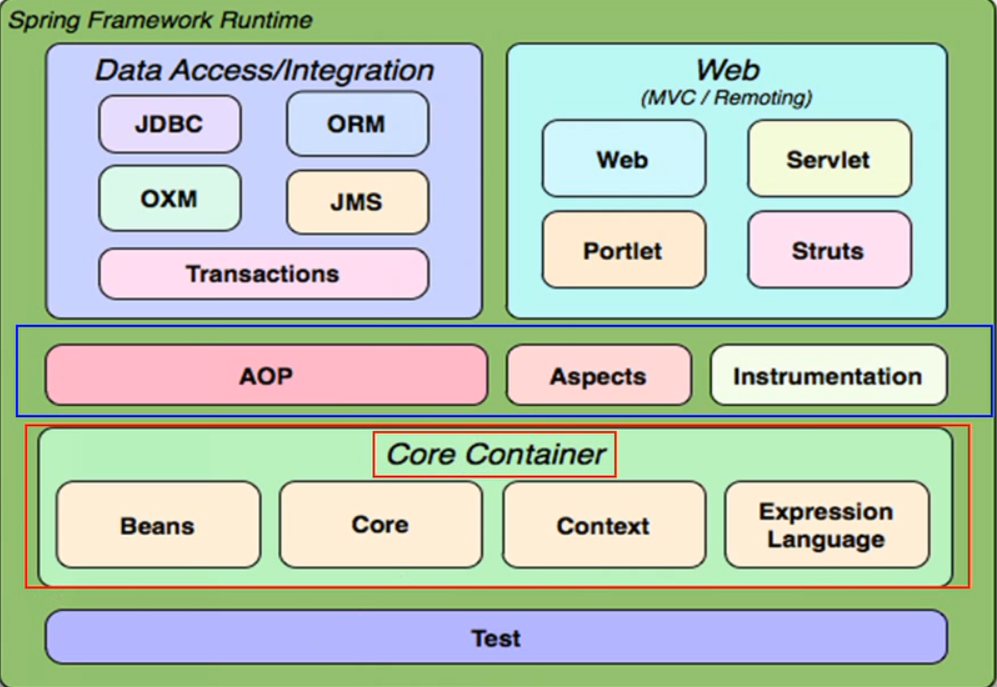 Spring Framework Runtime
Data Access/Integration
JDBC
ORM
OXM
JMS
Transactions
Web
(MVC / Remoting)
Web
Servlet
Portlet
Struts
AOP
Aspects
Instrumentation
Core Container
Beans
Core
Context
Expression
Language
Test